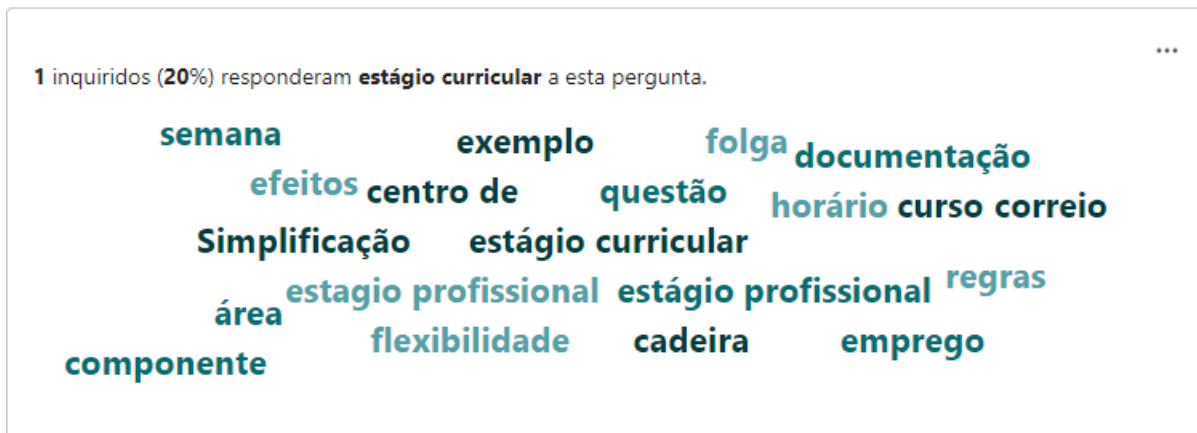 1 inquiridos (20%) responderam estágio curricular a esta pergunta.
semana exemplo folga documentação
efeitos centro de questão horário curso correio
Simplificação estágio curricular
estagio profissional estágio profissional regras
área
flexibilidade cadeira emprego
componente